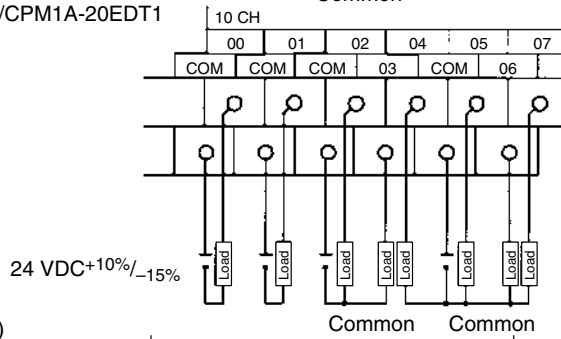 /CPM1A-20EDT1
10 CH
00 01 02 04 05 07
COM COM COM 03 COM 06
24 VDC+10%/–15%
Load Load Load Load Load Load Load Load
Common Common
)